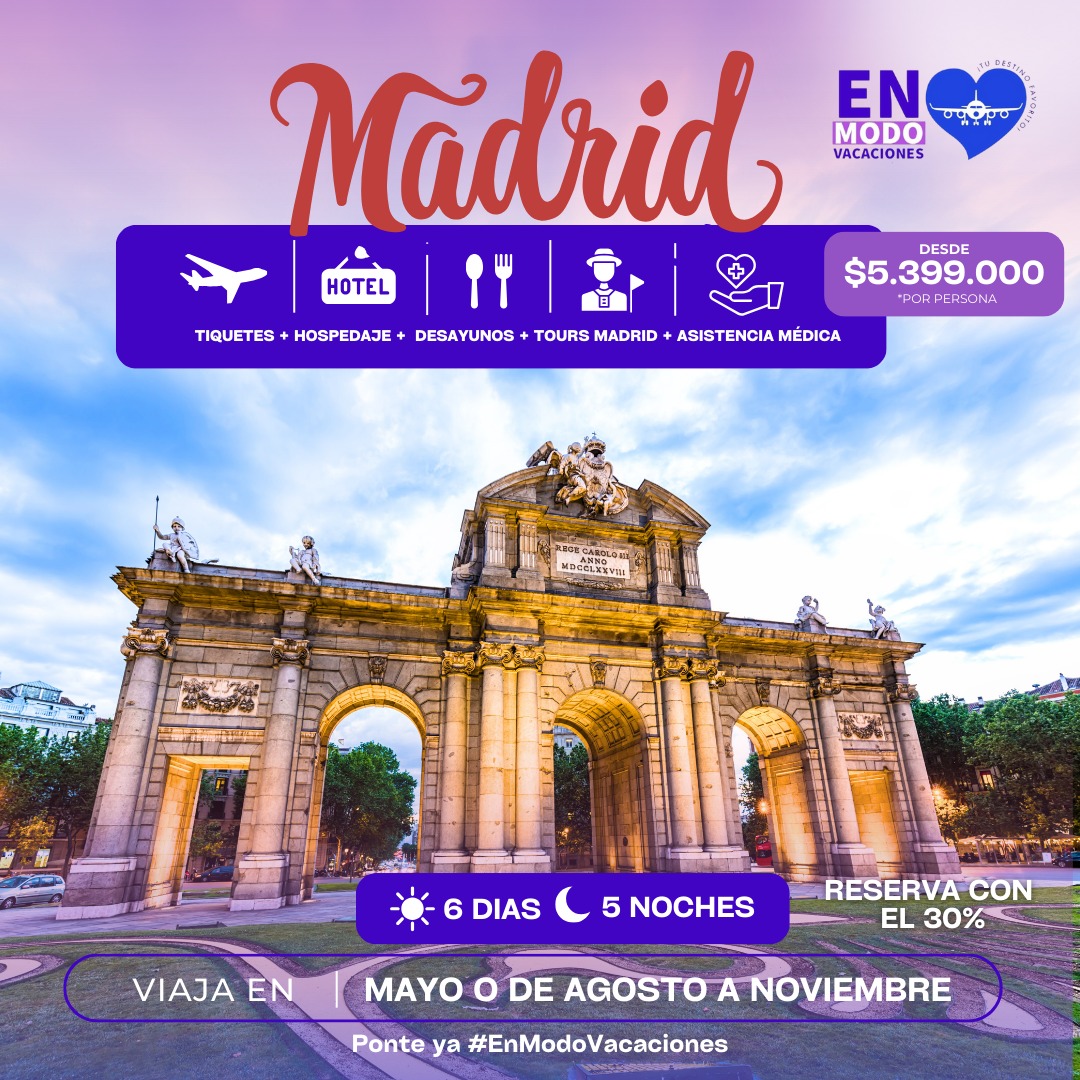 Madrid
EN
MODO
VACACIONES
¡TU DESTINO FAVORITO!
HOTEL
TIQUETES + HOSPEDAJE + DESAYUNOS + TOURS MADRID + ASISTENCIA MÉDICA
DESDE
$5.399.000
*POR PERSONA
REGE CAROLO III
ANNO
MDCCLXXVIII
6 DIAS 5 NOCHES
RESERVA CON
EL 30%
VIAJA EN | MAYO O DE AGOSTO A NOVIEMBRE
Ponte ya #EnModoVacaciones